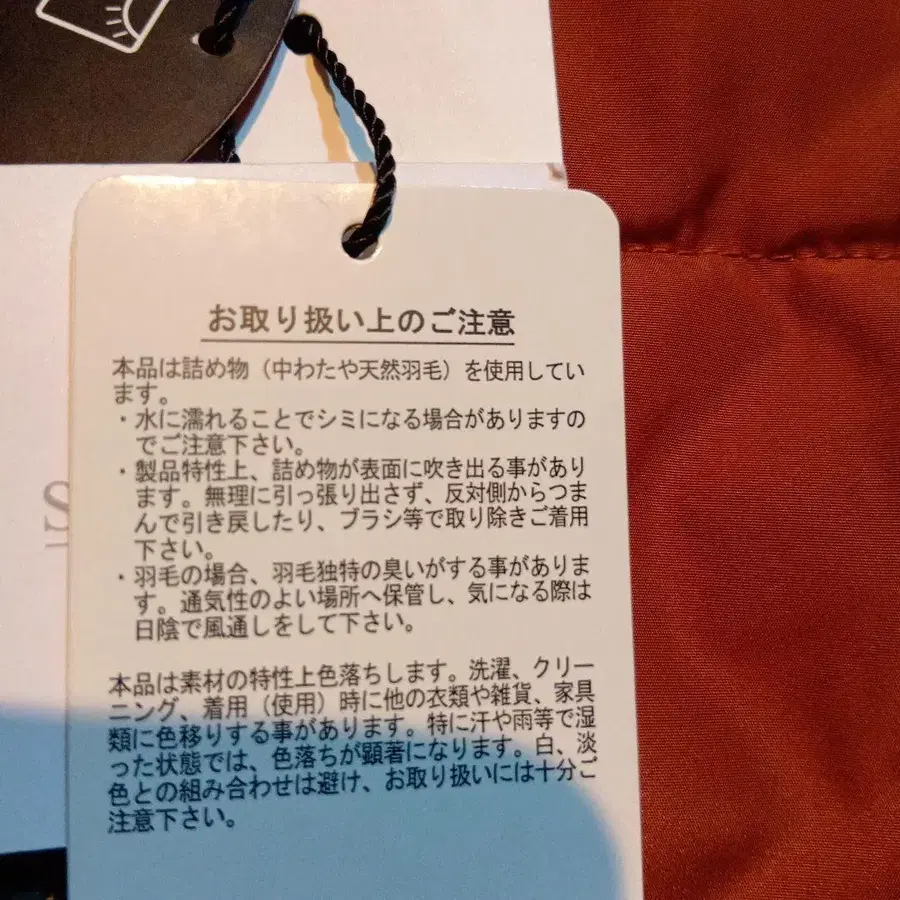 お取り扱い上のご注意
本品は詰め物（中わたや天然羽毛）を使用してい
ます。
・水に濡れることでシミになる場合がありますの
でご注意下さい。
・製品特性上、詰め物が表面に吹き出る事があり
ます。無理に引っ張り出さず、反対側からつま
んで引き戻したり、ブラシ等で取り除きご着用
下さい。
・羽毛の場合、羽毛独特の臭いがする事がありま
す。通気性のよい場所へ保管し、気になる際は
日陰で風通しをして下さい。
本品は素材の特性上色落ちします。洗濯、クリー
ニング、着用（使用）時に他の衣類や雑貨、家具
類に色移りする事があります。特に汗や雨等で湿
った状態では、色落ちが顕著になります。白、淡
色との組み合わせは避け、お取り扱いには十分ご
注意下さい。